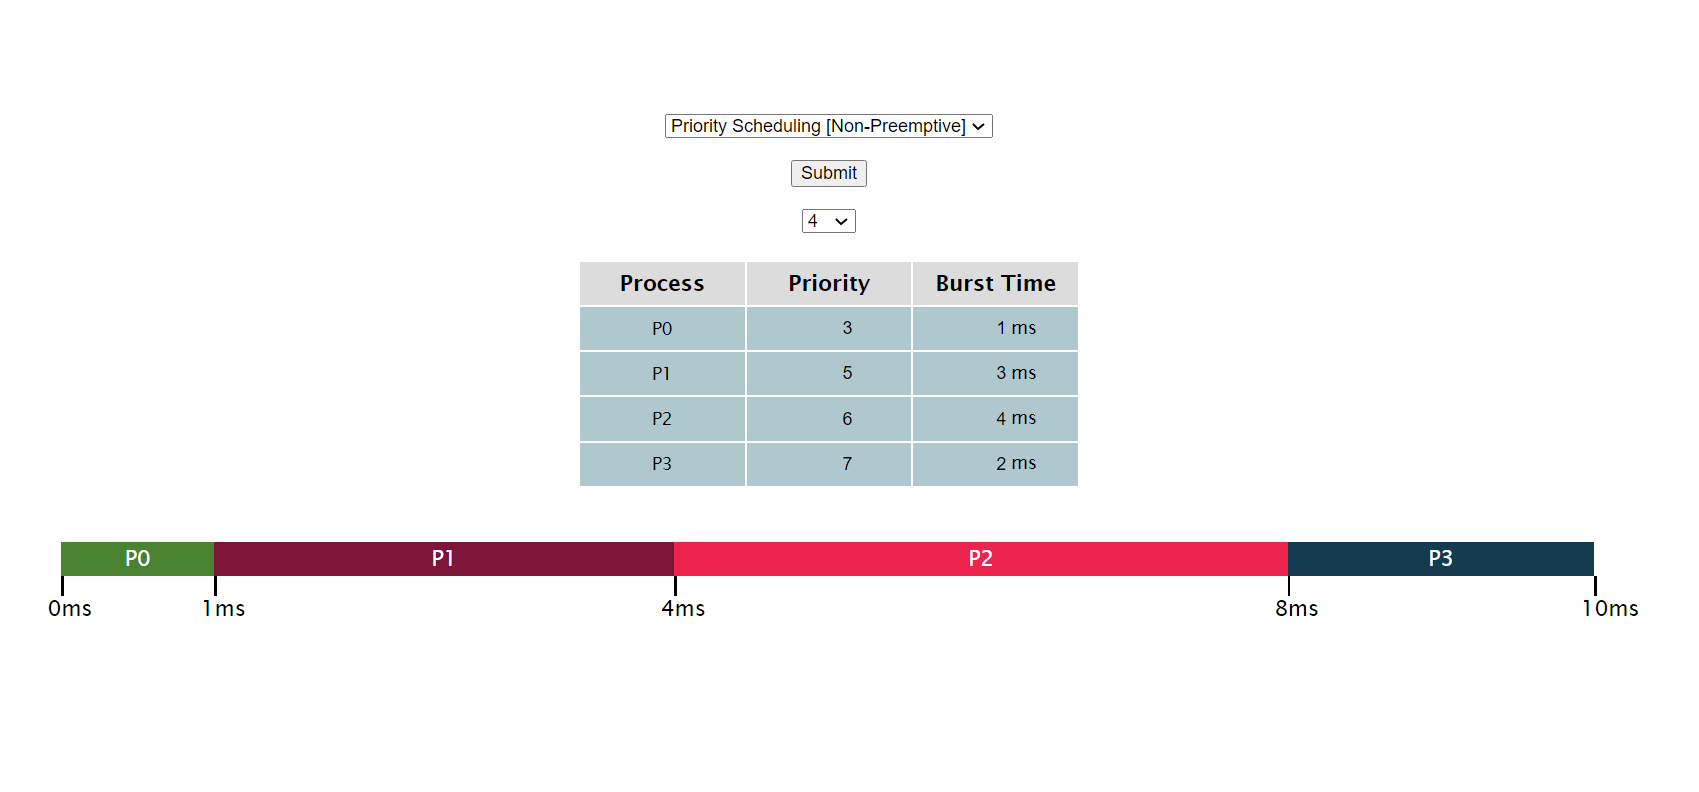 Priority Scheduling [Non-Preemptive]
Submit
4
Process Priority Burst Time
P0 3 1 ms
P1 5 3 ms
P2 6 4 ms
P3 7 2 ms
P0 P1 P2 P3
0ms 1ms 4ms 8ms 10ms